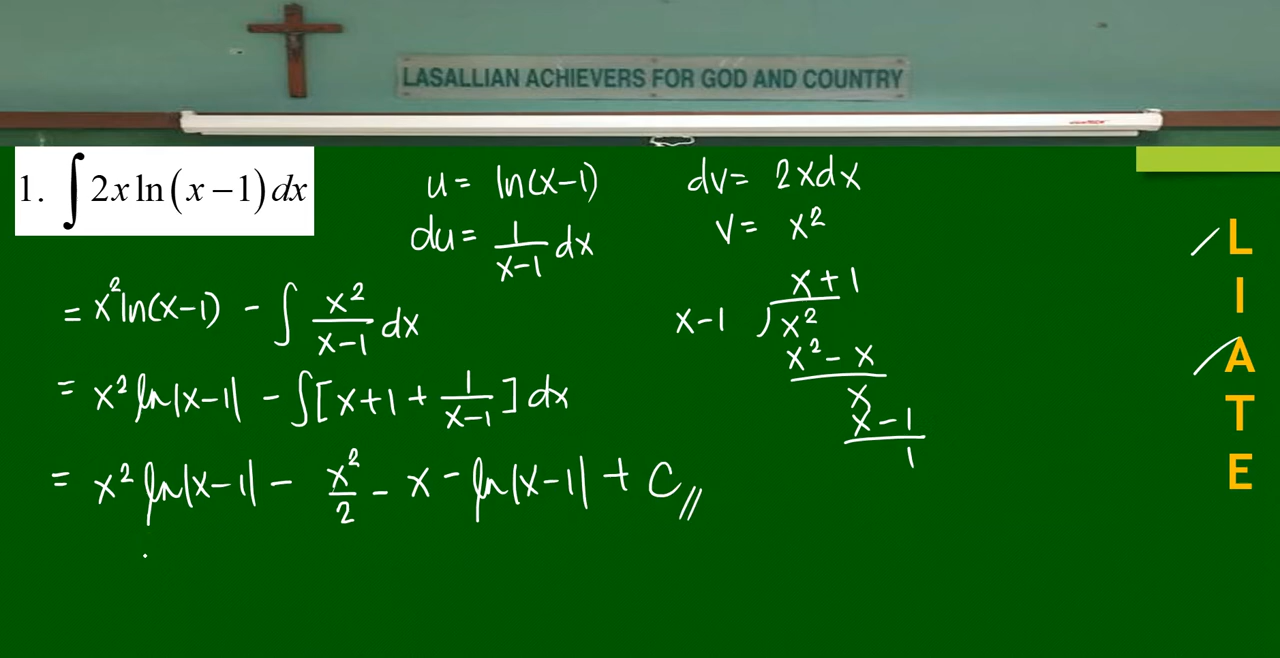 LASALLIAN ACHIEVERS FOR GOD AND COUNTRY
1. ∫ 2x ln(x − 1) dx
u = ln(x−1)
dv = 2xdx
du = 1/(x−1) dx
v = x²
= x² ln(x−1) − ∫ x²/(x−1) dx
x+1
x−1 ) x²
x² − x
x
x − 1
1
= x² ln|x−1| − ∫[x+1+ 1/(x−1)] dx
= x² ln|x−1| − x²/2 − x − ln|x−1| + C//
L
I
A
T
E